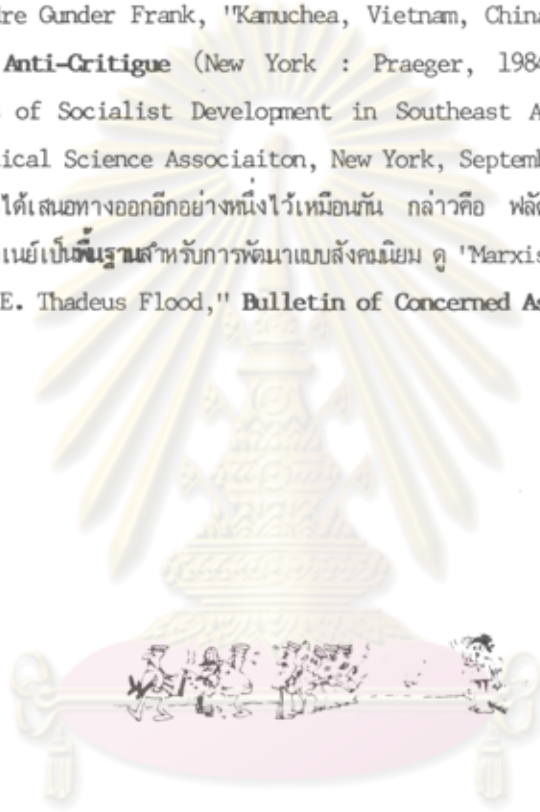 re Gunder Frank, "Kamuchea, Vietnam, China
Anti-Critigue (New York : Praeger, 1984
of Socialist Development in Southeast A
ical Science Associaiton, New York, Septemb
ได้เสนอทางออกอีกอย่างหนึ่งไว้เหมือนกัน กล่าวคือ ฟลัด
เนย์เป็นพื้นฐานสำหรับการพัฒนาแบบสังคมนิยม ดู 'Marxis
E. Thadeus Flood," Bulletin of Concerned As